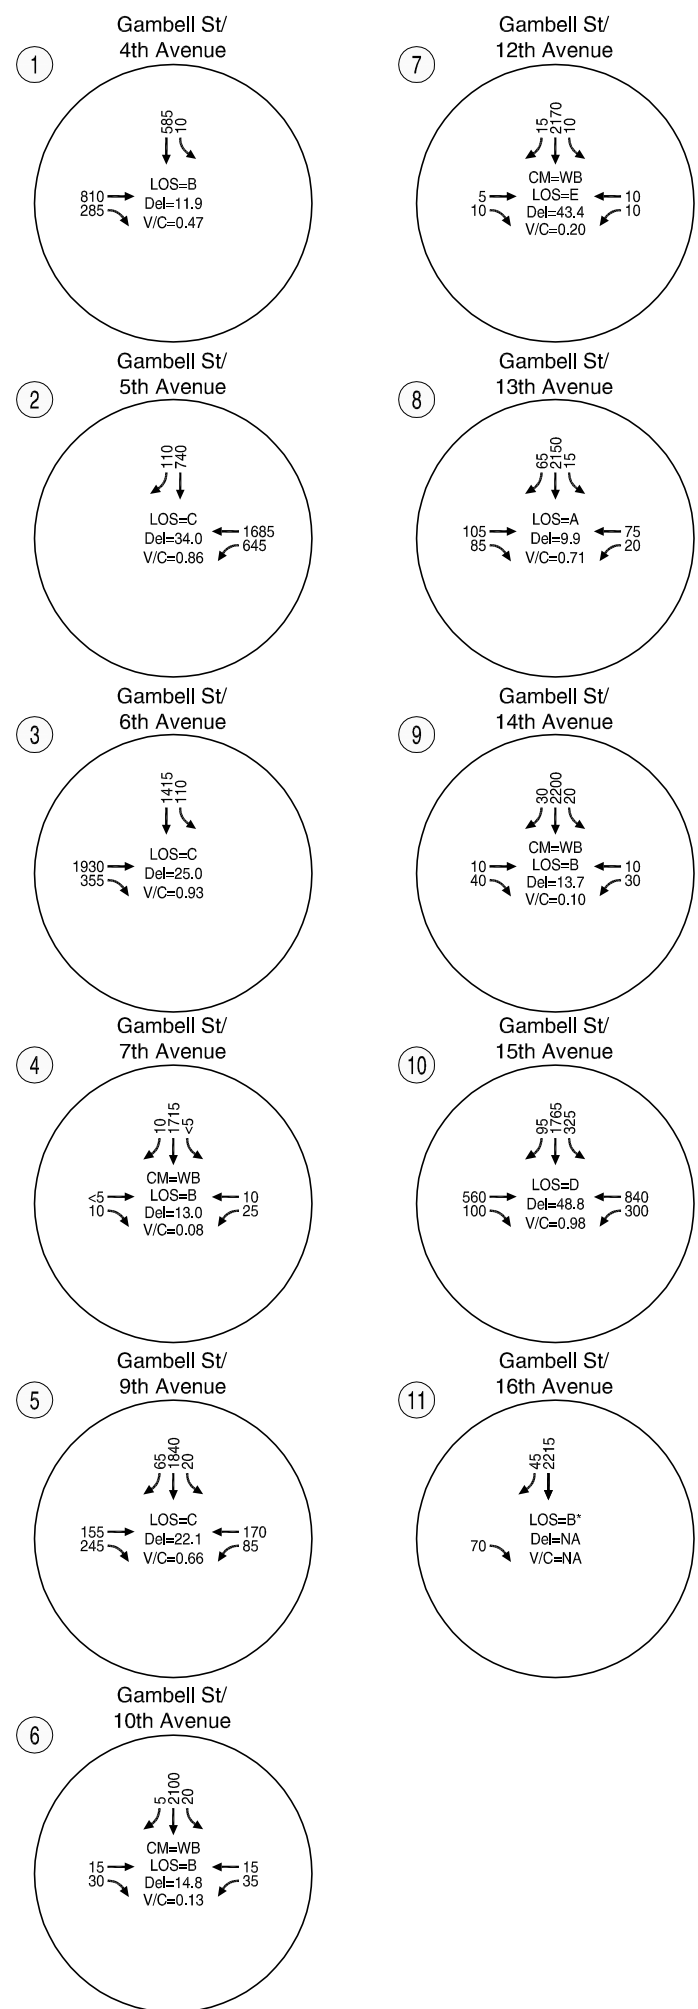 Gambell St/
4th Avenue
1
585
10
810
285
LOS=B
Del=11.9
V/C=0.47
Gambell St/
5th Avenue
2
110
740
LOS=C
Del=34.0
V/C=0.86
1685
645
Gambell St/
6th Avenue
3
1415
110
1930
355
LOS=C
Del=25.0
V/C=0.93
Gambell St/
7th Avenue
4
10
1715
<5
<5
10
CM=WB
LOS=B
Del=13.0
V/C=0.08
10
25
Gambell St/
9th Avenue
5
65
1840
20
155
245
LOS=C
Del=22.1
V/C=0.66
170
85
Gambell St/
10th Avenue
6
5
2100
20
15
30
CM=WB
LOS=B
Del=14.8
V/C=0.13
15
35
Gambell St/
12th Avenue
7
15
2170
10
5
10
CM=WB
LOS=E
Del=43.4
V/C=0.20
10
10
Gambell St/
13th Avenue
8
65
2150
15
105
85
LOS=A
Del=9.9
V/C=0.71
75
20
Gambell St/
14th Avenue
9
30
2200
20
10
40
CM=WB
LOS=B
Del=13.7
V/C=0.10
10
30
Gambell St/
15th Avenue
10
95
1765
325
560
100
LOS=D
Del=48.8
V/C=0.98
840
300
Gambell St/
16th Avenue
11
45
2215
70
LOS=B*
Del=NA
V/C=NA